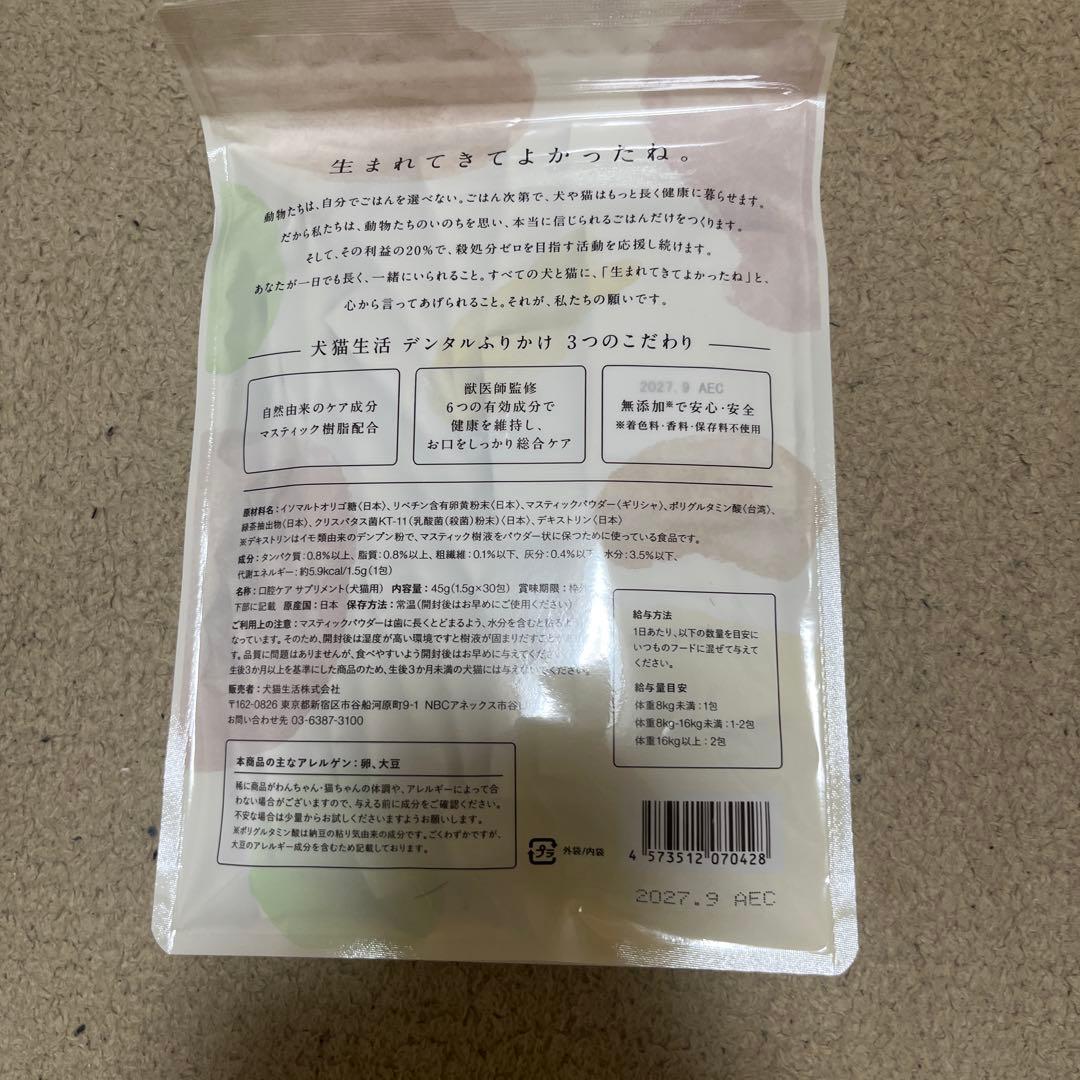 生まれてきてよかったね。
動物たちは、自分でごはんを選べない。ごはん次第で、犬や猫はもっと長く健康に暮らせます。
だから私たちは、動物たちのいのちを思い、本当に信じられるごはんだけをつくります。
そして、その利益の20%で、殺処分ゼロを目指す活動を応援し続けます。
あなたが一日でも長く、一緒にいられること。すべての犬と猫に、「生まれてきてよかったね」と、
心から言ってあげられること。それが、私たちの願いです。
犬猫生活 デンタルふりかけ 3つのこだわり
自然由来のケア成分
マスティック樹脂配合
獣医師監修
6つの有効成分で
健康を維持し、
お口をしっかり総合ケア
2027.9 AEC
無添加※で安心・安全
※着色料・香料・保存料不使用
原材料名：イソマルトオリゴ糖〈日本〉、リベチン含有卵黄粉末〈日本〉、マスティックパウダー〈ギリシャ〉、ポリグルタミン酸〈台湾〉、
緑茶抽出物〈日本〉、クリスパタス菌KT-11（乳酸菌（殺菌）粉末）〈日本〉、デキストリン〈日本〉
※デキストリンはイモ類由来のデンプン粉で、マスティック樹液をパウダー状に保つために使っている食品です。
成分：タンパク質：0.8%以上、脂質：0.8%以上、粗繊維：0.1%以下、灰分：0.4%以下、水分：3.5%以下、
代謝エネルギー：約5.9kcal/1.5g（1包）
名称：口腔ケア サプリメント（犬猫用） 内容量：45g（1.5g×30包） 賞味期限：枠外
下部に記載 原産国：日本 保存方法：常温（開封後はお早めにご使用ください）
ご利用上の注意：マスティックパウダーは歯に長くとどまるよう、水分を含むと粘るよう
なっています。そのため、開封後は湿度が高い環境ですと樹液が固まりだすことがあ
す。品質に問題はありませんが、食べやすいよう開封後はお早めに与えてくだ
生後3か月以上を基準にした商品のため、生後3か月未満の犬猫には与えない
販売者：犬猫生活株式会社
〒162-0826 東京都新宿区市谷船河原町9-1 NBCアネックス市谷
お問い合わせ先 03-6387-3100
給与方法
1日あたり、以下の数量を目安に
いつものフードに混ぜて与えて
ください。
給与量目安
体重8kg未満：1包
体重8kg-16kg未満：1-2包
体重16kg以上：2包
本商品の主なアレルゲン：卵、大豆
稀に商品がわんちゃん・猫ちゃんの体調や、アレルギーによって合
わない場合がございますので、与える前に成分をご確認ください。
不安な場合は少量からお試しくださいますようお願いします。
※ポリグルタミン酸は納豆の粘り気由来の成分です。ごくわずかですが、
大豆のアレルギー成分を含むため記載しております。
プラ 外袋/内袋
4 573512 070428
2027.9 AEC